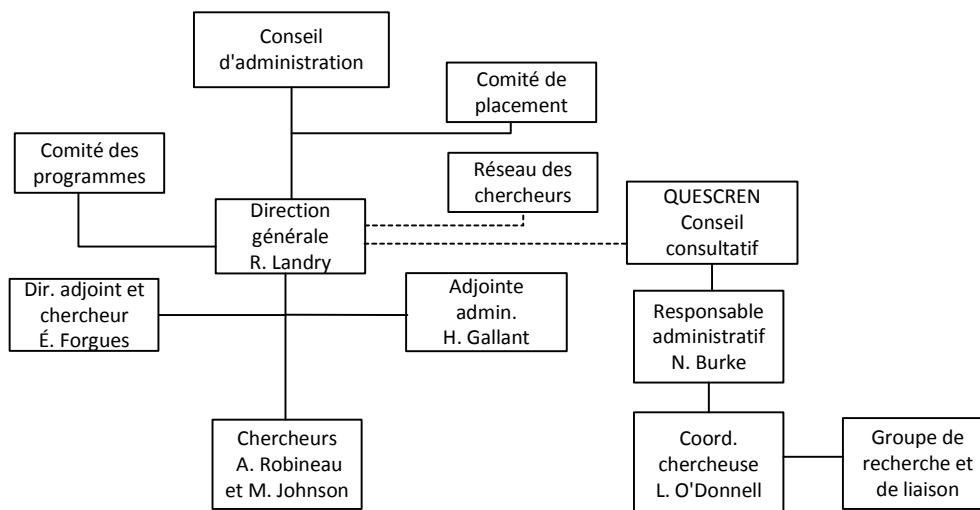 Conseil
d'administration
Comité de
placement
Comité des
programmes
Réseau des
chercheurs
Direction
générale
R. Landry
QUESCREN
Conseil
consultatif
Dir. adjoint et
chercheur
É. Forgues
Adjointe
admin.
H. Gallant
Responsable
administratif
N. Burke
Chercheurs
A. Robineau
et M. Johnson
Coord.
chercheuse
L. O'Donnell
Groupe de
recherche et
de liaison